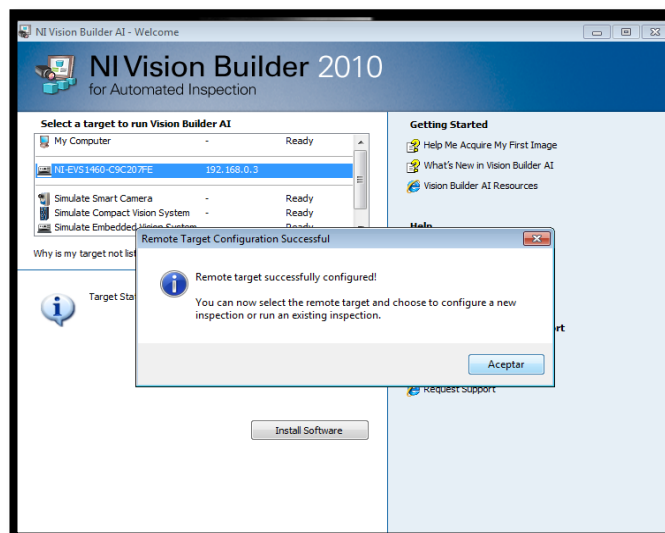 NI Vision Builder AI - Welcome
NI Vision Builder 2010
for Automated Inspection
Select a target to run Vision Builder AI
My Computer - Ready
NI-EVS1460-C9C207FE 192.168.0.3
Simulate Smart Camera - Ready
Simulate Compact Vision System - Ready
Simulate Embedded Vision System Ready
Why is my target not list
Target Sta
Install Software
Getting Started
Help Me Acquire My First Image
What's New in Vision Builder AI
Vision Builder AI Resources
Help
rt
Request Support
Remote Target Configuration Successful
Remote target successfully configured!
You can now select the remote target and choose to configure a new
inspection or run an existing inspection.
Aceptar